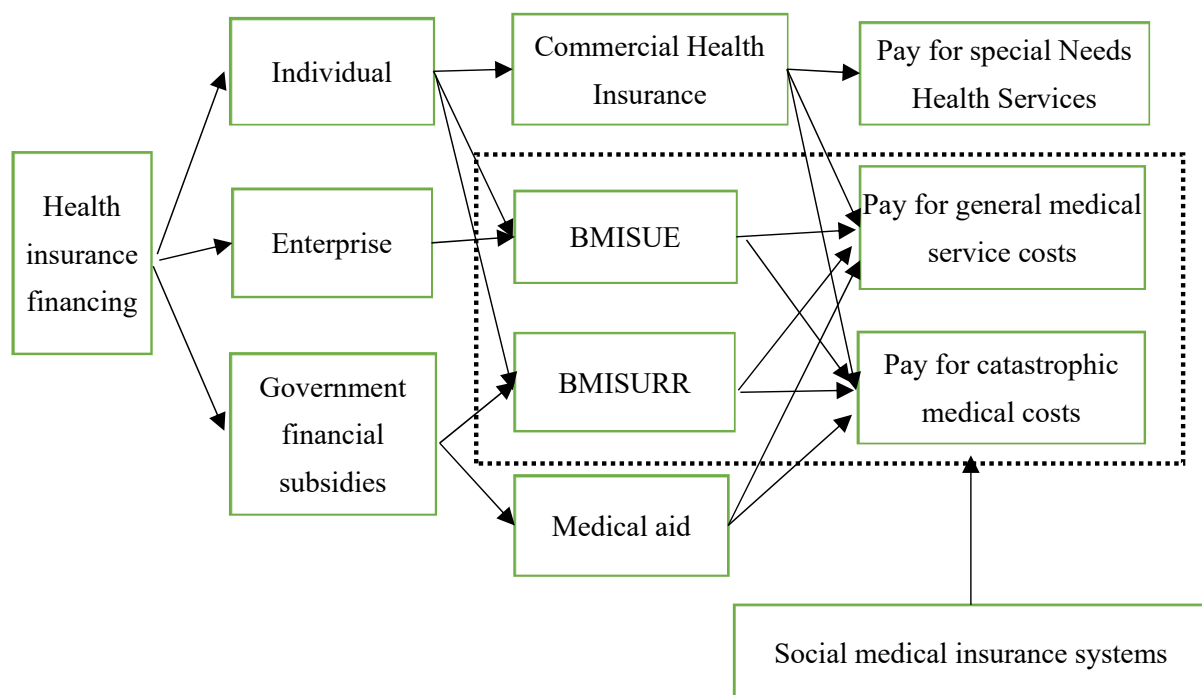 Health
insurance
financing
Individual
Enterprise
Government
financial
subsidies
Commercial Health
Insurance
BMISUE
BMISURR
Medical aid
Pay for special Needs
Health Services
Pay for general medical
service costs
Pay for catastrophic
medical costs
Social medical insurance systems